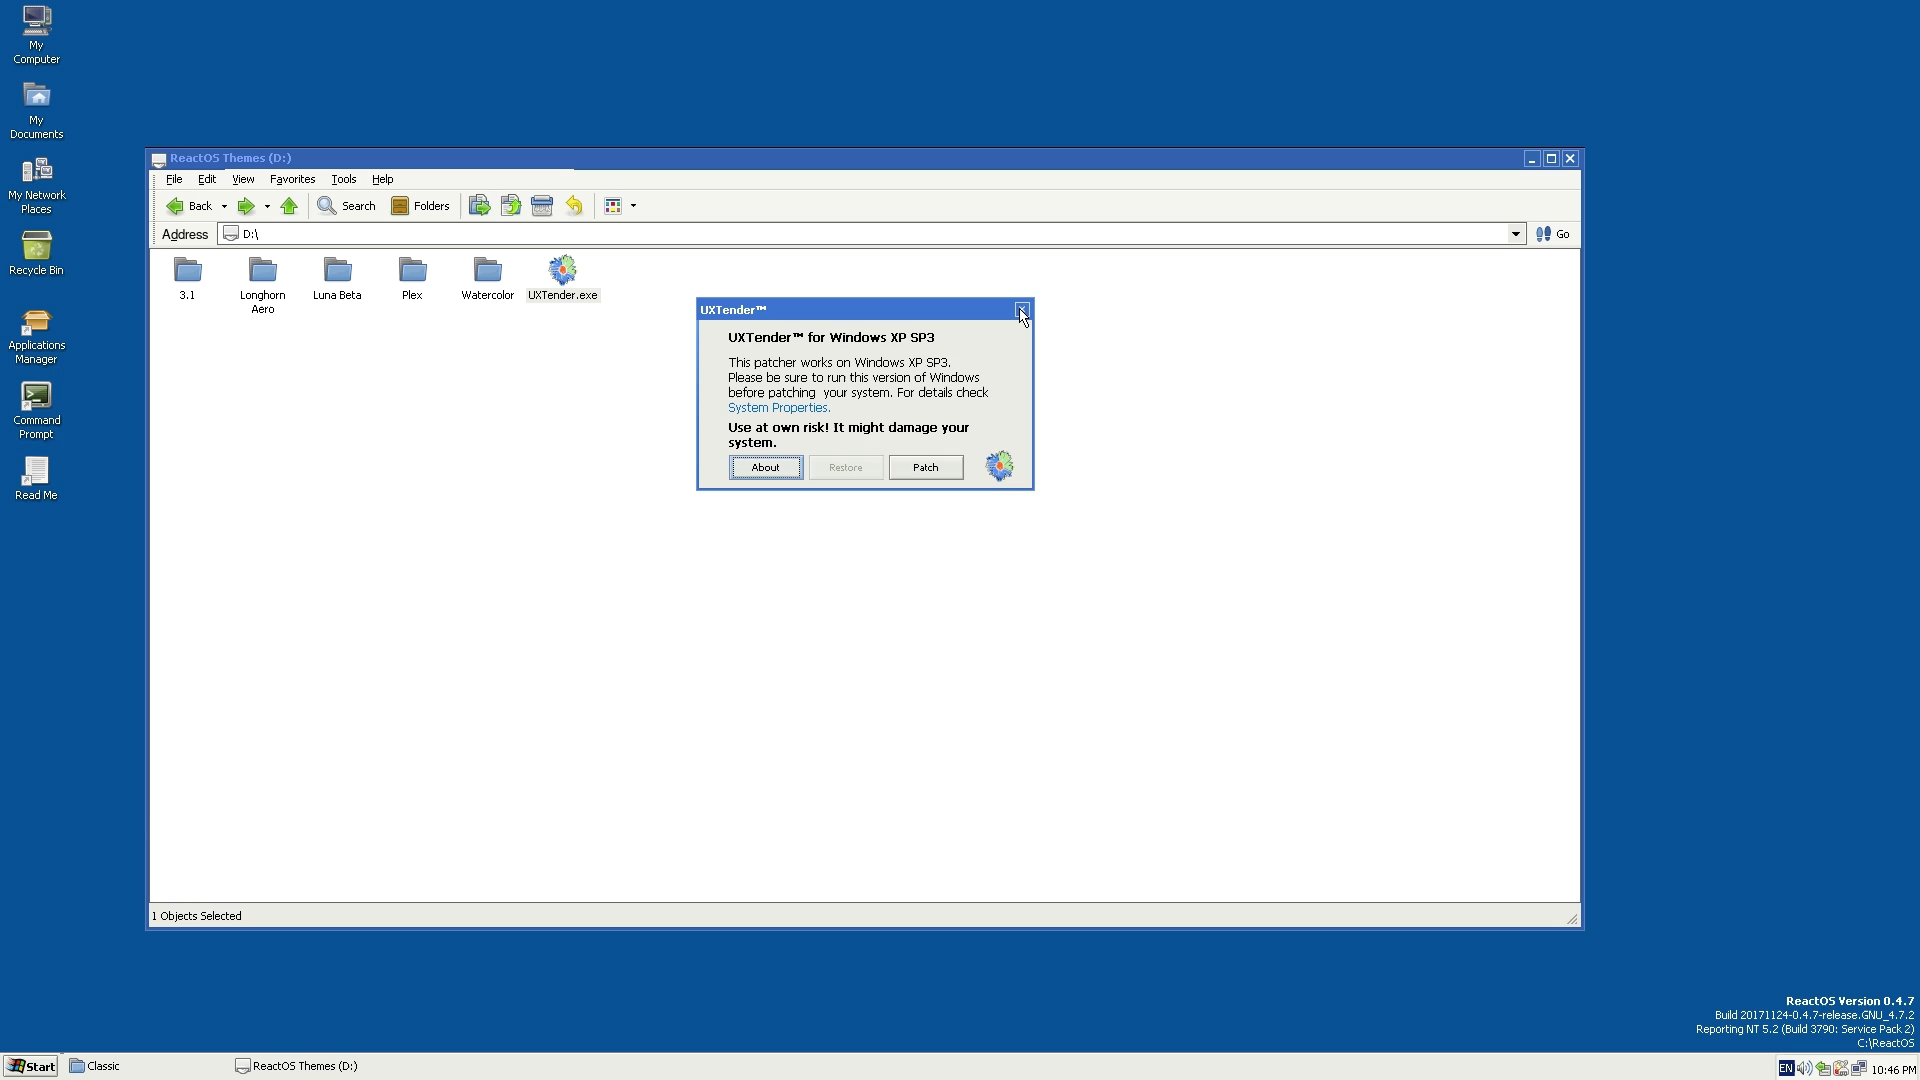 My
Computer
My
Documents
My Network
Places
Recycle Bin
Applications
Manager
Command
Prompt
Read Me
ReactOS Themes (D:)
File Edit View Favorites Tools Help
Back Search Folders
Address D:\ Go
3.1
Longhorn
Aero
Luna Beta
Plex
Watercolor
UXTender.exe
UXTender™
UXTender™ for Windows XP SP3
This patcher works on Windows XP SP3.
Please be sure to run this version of Windows
before patching your system. For details check
System Properties.
Use at own risk! It might damage your
system.
About Restore Patch
1 Objects Selected
ReactOS Version 0.4.7
Build 20171124-0.4.7-release.GNU_4.7.2
Reporting NT 5.2 (Build 3790: Service Pack 2)
C:\ReactOS
Start Classic ReactOS Themes (D:) EN 10:46 PM